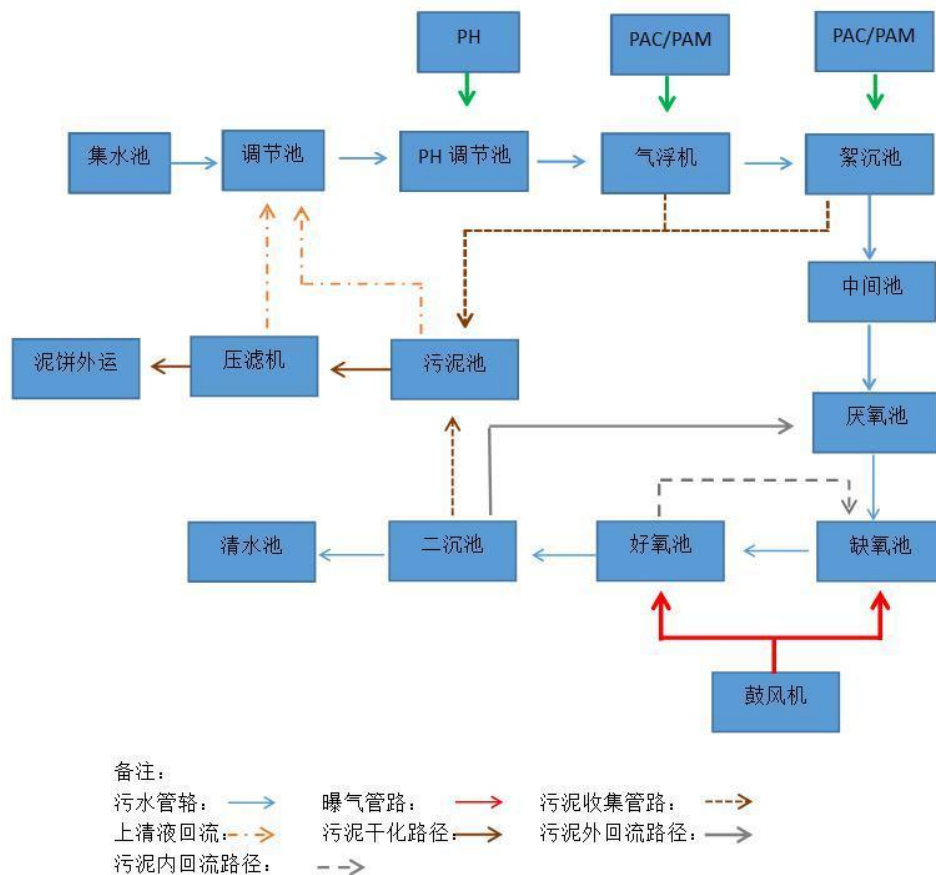 PH
PAC/PAM
PAC/PAM
集水池
调节池
PH 调节池
气浮机
絮沉池
中间池
泥饼外运
压滤机
污泥池
厌氧池
清水池
二沉池
好氧池
缺氧池
鼓风机
备注：
污水管辂：
曝气管路：
污泥收集管路：
上清液回流：
污泥干化路径：
污泥外回流路径：
污泥内回流路径：